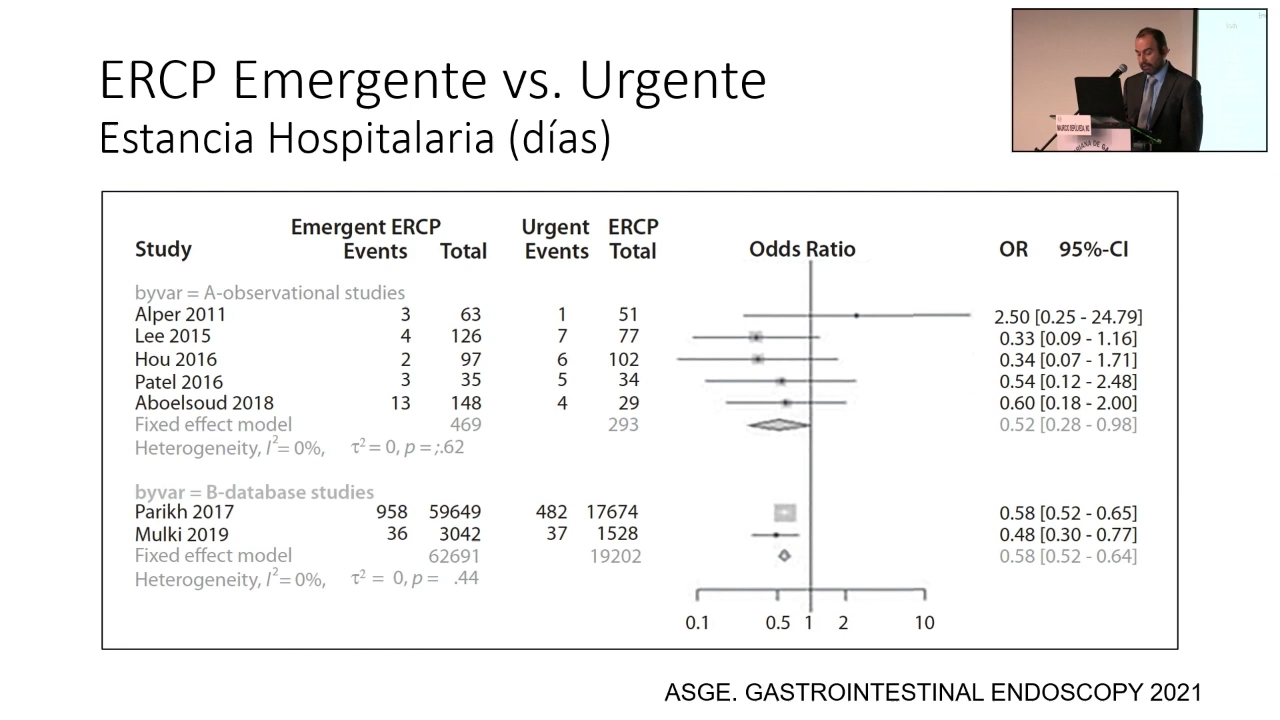 ERCP Emergente vs. Urgente
Estancia Hospitalaria (días)
MAURICIO SEPULVEDA, MD
Emergent ERCP Urgent ERCP
Study Events Total Events Total Odds Ratio OR 95%-CI
byvar = A-observational studies
Alper 2011 3 63 1 51 2.50 [0.25 - 24.79]
Lee 2015 4 126 7 77 0.33 [0.09 - 1.16]
Hou 2016 2 97 6 102 0.34 [0.07 - 1.71]
Patel 2016 3 35 5 34 0.54 [0.12 - 2.48]
Aboelsoud 2018 13 148 4 29 0.60 [0.18 - 2.00]
Fixed effect model 469 293 0.52 [0.28 - 0.98]
Heterogeneity, I²= 0%, τ² = 0, p = ;.62
byvar = B-database studies
Parikh 2017 958 59649 482 17674 0.58 [0.52 - 0.65]
Mulki 2019 36 3042 37 1528 0.48 [0.30 - 0.77]
Fixed effect model 62691 19202 0.58 [0.52 - 0.64]
Heterogeneity, I²= 0%, τ² = 0, p = .44
0.1 0.5 1 2 10
ASGE. GASTROINTESTINAL ENDOSCOPY 2021